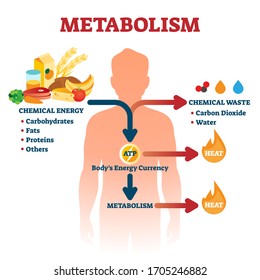 METABOLISM
CHEMICAL ENERGY
• Carbohydrates
• Fats
• Proteins
• Others
CHEMICAL WASTE
• Carbon Dioxide
• Water
ATP
HEAT
Body's Energy Currency
METABOLISM
HEAT
shutterstock.com · 1705246882